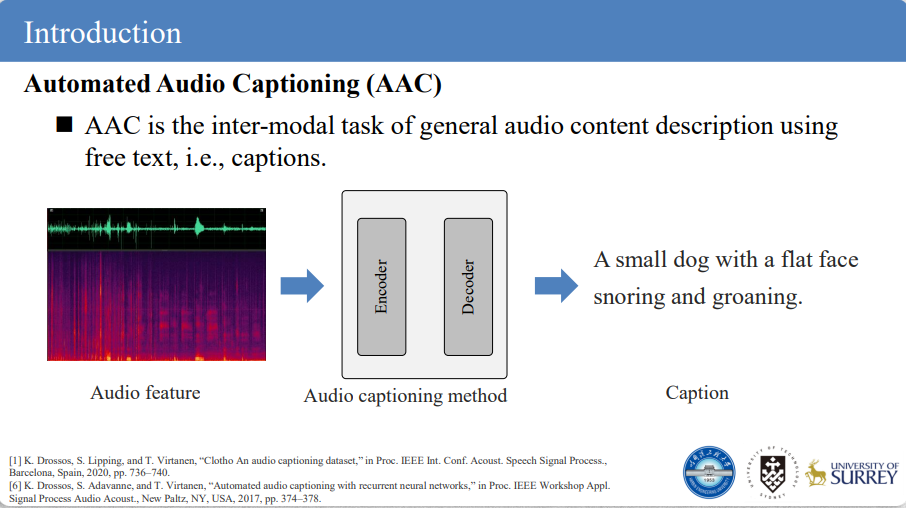 Introduction
Automated Audio Captioning (AAC)
■ AAC is the inter-modal task of general audio content description using
free text, i.e., captions.
Encoder
Decoder
A small dog with a flat face
snoring and groaning.
Audio feature
Audio captioning method
Caption
[1] K. Drossos, S. Lipping, and T. Virtanen, “Clotho An audio captioning dataset,” in Proc. IEEE Int. Conf. Acoust. Speech Signal Process.,
Barcelona, Spain, 2020, pp. 736–740.
[6] K. Drossos, S. Adavanne, and T. Virtanen, “Automated audio captioning with recurrent neural networks,” in Proc. IEEE Workshop Appl.
Signal Process Audio Acoust., New Paltz, NY, USA, 2017, pp. 374–378.
1953
UNIVERSITY OF
SURREY